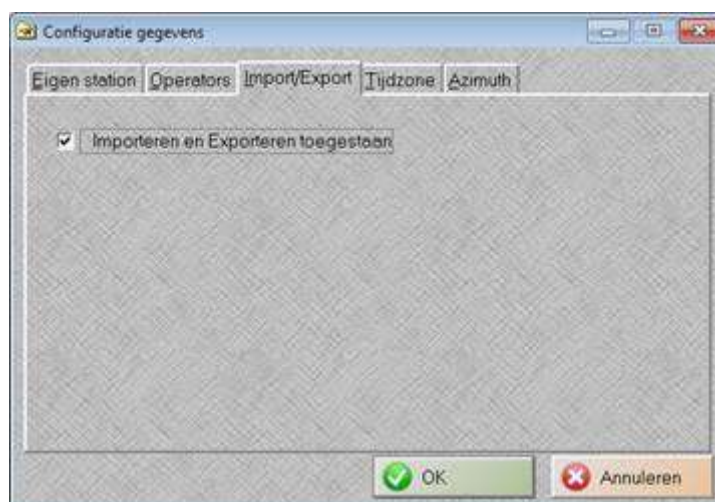 Configuratie gegevens
Eigen station Operators Import/Export Tijdzone Azimuth
Importeren en Exporteren toegestaan
OK Annuleren